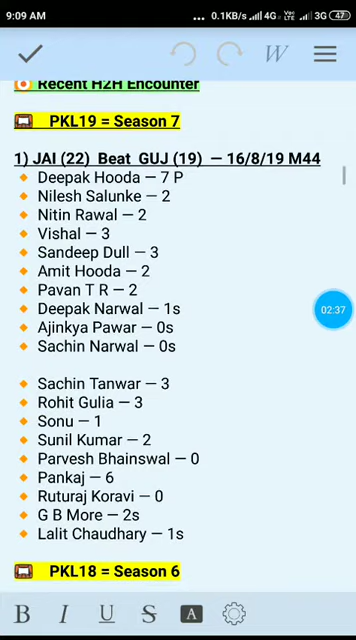 9:09 AM ... 0.1KB/s 4G VoLTE 3G 47
W
Recent H2H Encounter
PKL19 = Season 7
1) JAI (22) Beat GUJ (19) – 16/8/19 M44
Deepak Hooda – 7 P
Nilesh Salunke – 2
Nitin Rawal – 2
Vishal – 3
Sandeep Dull – 3
Amit Hooda – 2
Pavan T R – 2
Deepak Narwal – 1s
Ajinkya Pawar – 0s
Sachin Narwal – 0s
02:37
Sachin Tanwar – 3
Rohit Gulia – 3
Sonu – 1
Sunil Kumar – 2
Parvesh Bhainswal – 0
Pankaj – 6
Ruturaj Koravi – 0
G B More – 2s
Lalit Chaudhary – 1s
PKL18 = Season 6
B I U S A